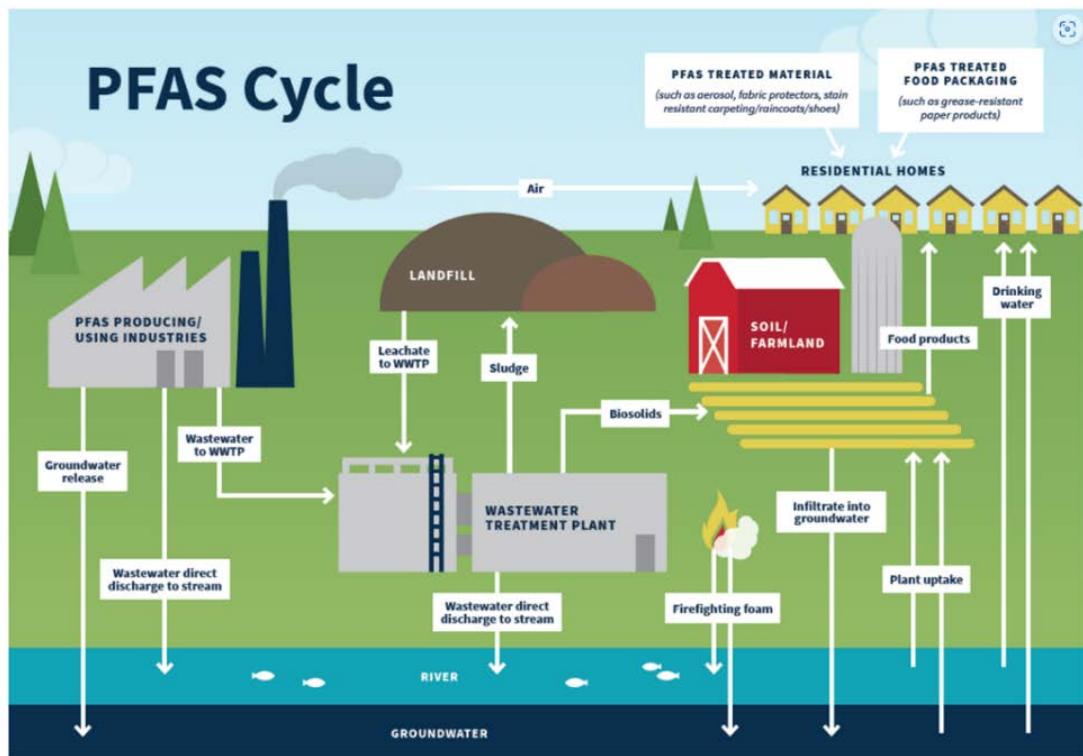 PFAS Cycle
PFAS TREATED MATERIAL
(such as aerosol, fabric protectors, stain
resistant carpeting/raincoats/shoes)
PFAS TREATED
FOOD PACKAGING
(such as grease-resistant
paper products)
RESIDENTIAL HOMES
Air
LANDFILL
PFAS PRODUCING/
USING INDUSTRIES
SOIL/
FARMLAND
Drinking
water
Food products
Leachate
to WWTP
Sludge
Biosolids
Wastewater
to WWTP
Groundwater
release
WASTEWATER
TREATMENT PLANT
Infiltrate into
groundwater
Wastewater direct
discharge to stream
Wastewater direct
discharge to stream
Firefighting foam
Plant uptake
RIVER
GROUNDWATER